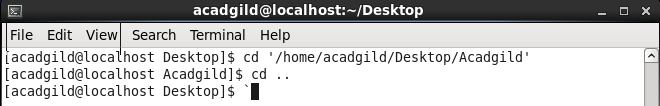 acadgild@localhost:~/Desktop
File Edit View Search Terminal Help
[acadgild@localhost Desktop]$ cd '/home/acadgild/Desktop/Acadgild'
[acadgild@localhost Acadgild]$ cd ..
[acadgild@localhost Desktop]$ `